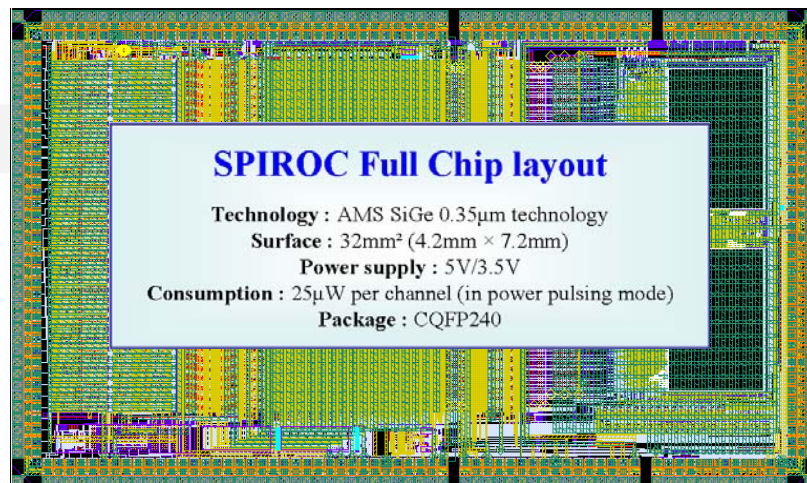 SPIROC Full Chip layout
Technology : AMS SiGe 0.35µm technology
Surface : 32mm² (4.2mm × 7.2mm)
Power supply : 5V/3.5V
Consumption : 25µW per channel (in power pulsing mode)
Package : CQFP240